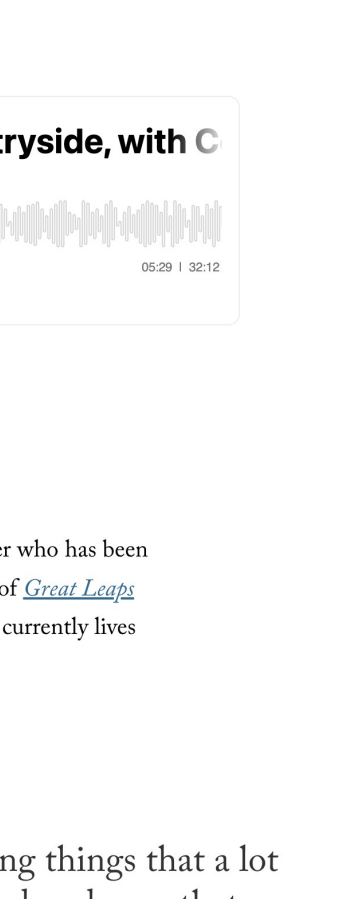 tryside, with C
05:29 | 32:12
er who has been
of Great Leaps
currently lives
ng things that a lot